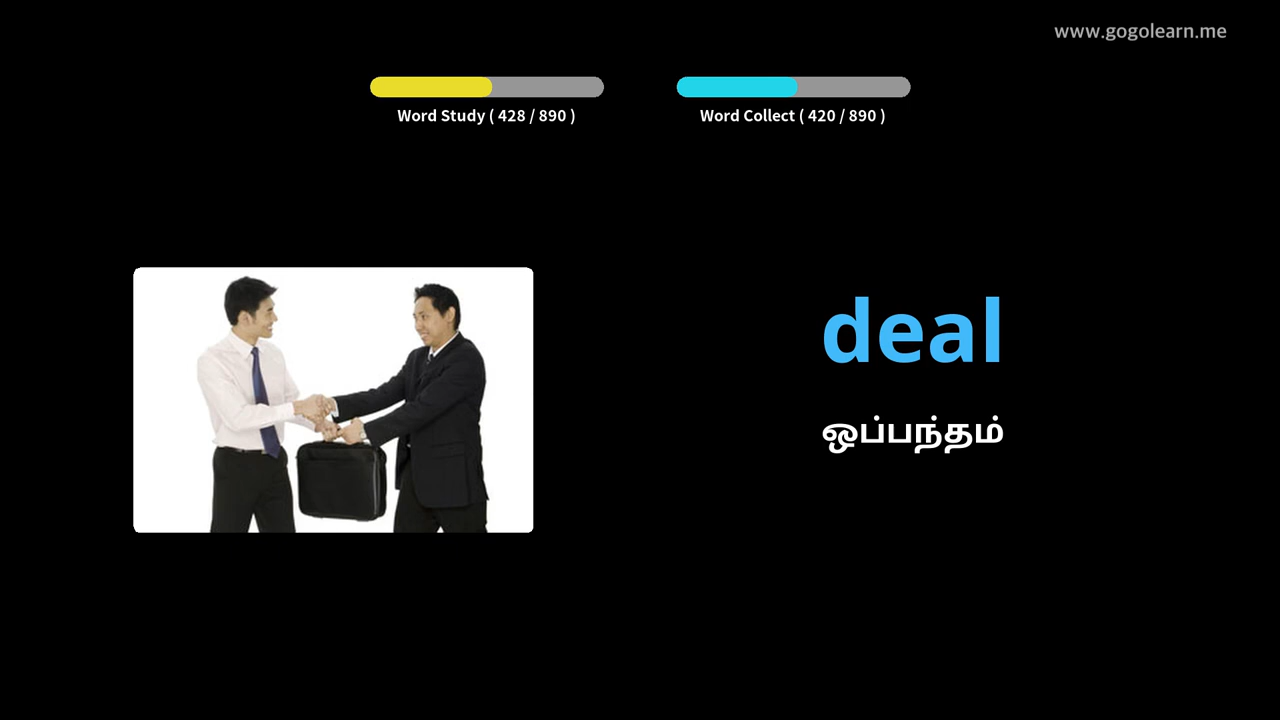 www.gogolearn.me
Word Study ( 428 / 890 )
Word Collect ( 420 / 890 )
deal
ஒப்பந்தம்